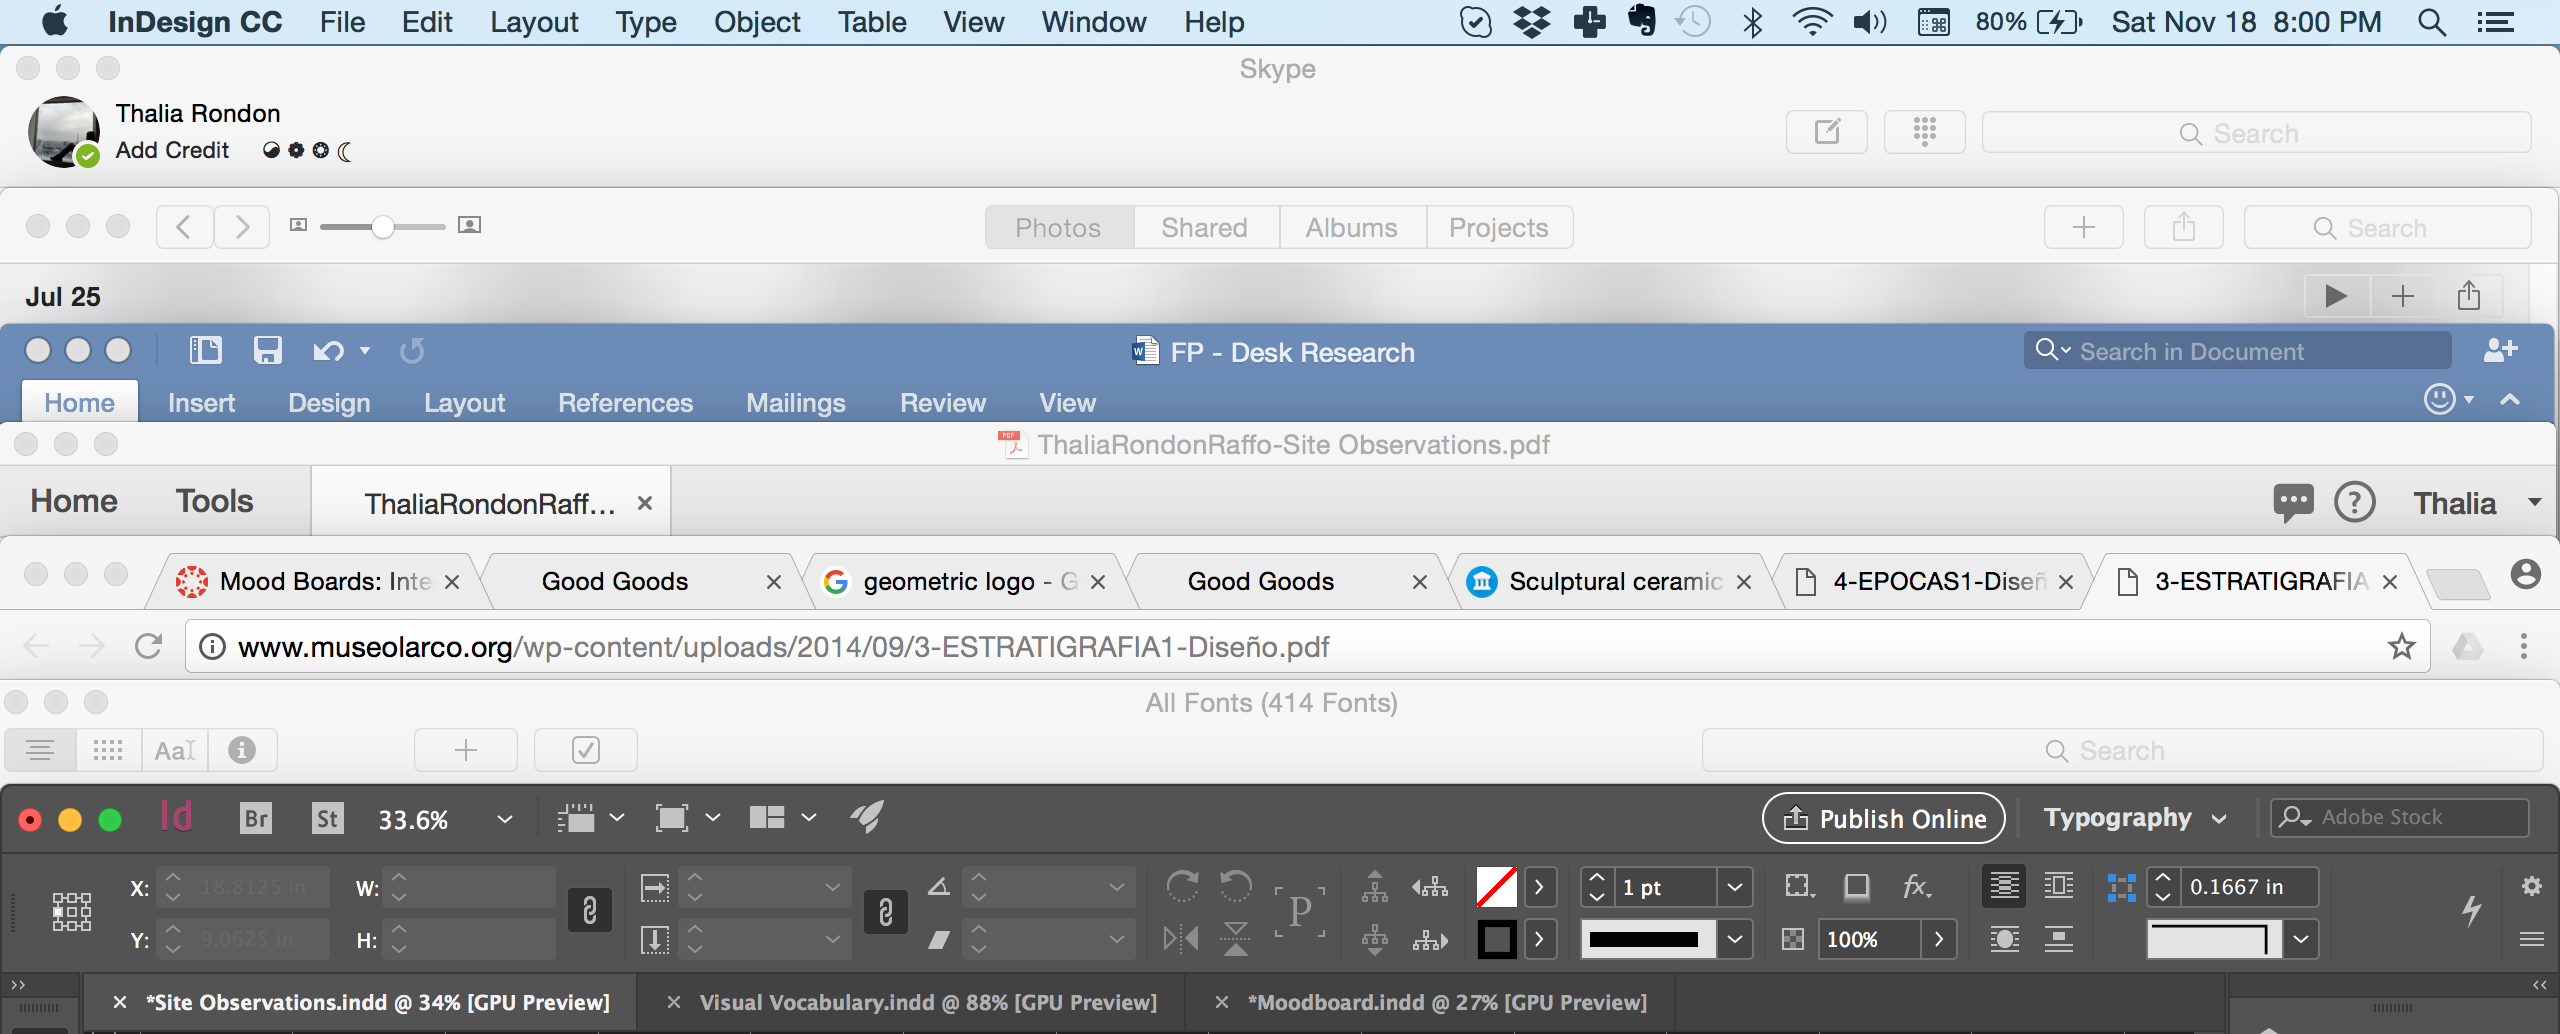 InDesign CC File Edit Layout Type Object Table View Window Help 80% Sat Nov 18 8:00 PM
Skype
Thalia Rondon
Add Credit
Search
Photos Shared Albums Projects
Search
Jul 25
FP - Desk Research
Search in Document
Home Insert Design Layout References Mailings Review View
ThaliaRondonRaffo-Site Observations.pdf
Home Tools ThaliaRondonRaff... Thalia
Mood Boards: Inte Good Goods geometric logo - G Good Goods Sculptural ceramic 4-EPOCAS1-Diseñ 3-ESTRATIGRAFIA
www.museolarco.org/wp-content/uploads/2014/09/3-ESTRATIGRAFIA1-Diseño.pdf
All Fonts (414 Fonts)
Aa Search
Id Br St 33.6% Publish Online Typography Adobe Stock
X: 18.8125 in W: P 1 pt fx 0.1667 in
Y: 9.0625 in H: 100%
*Site Observations.indd @ 34% [GPU Preview] Visual Vocabulary.indd @ 88% [GPU Preview] *Moodboard.indd @ 27% [GPU Preview]